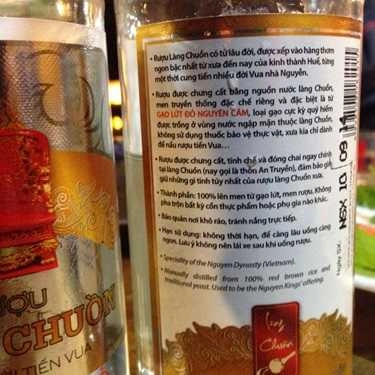 • Rượu Làng Chuồn có từ lâu đời, được xếp vào hàng thơm
ngon bậc nhất từ xưa đến nay của kinh thành Huế, từng
một thời cung tiến nhiều đời Vua nhà Nguyễn.
• Rượu được chưng cất bằng nguồn nước làng Chuồn,
men truyền thống đặc chế riêng và đặc biệt là từ
GẠO LỨT ĐỎ NGUYÊN CÁM, loại gạo cực kỳ quý hiếm
được trồng ở vùng nước ngập mặn thuộc làng Chuồn,
không sử dụng thuốc bảo vệ thực vật, xưa kia chỉ dành
để nấu rượu tiến Vua...
• Rượu được chưng cất, tinh chế và đóng chai ngay chính
tại làng Chuồn (nay gọi là thôn An Truyền), đảm bảo gìn
giữ những gì tinh túy nhất của rượu làng Chuồn xưa.
• Thành phần: 100% lên men từ gạo lứt, men rượu. Không
pha trộn bất kỳ cồn thực phẩm hoặc phụ gia nào khác.
• Bảo quản nơi khô ráo, tránh nắng trực tiếp.
• Hạn sử dụng: không thời hạn, để càng lâu uống càng
ngon. Lưu ý không nên lái xe sau khi uống rượu.
• Speciality of the Nguyen Dynasty (Vietnam).
• Manually distilled from 100% red brown rice and
traditional yeast. Used to be the Nguyen Kings' offering.
Làng
Chuồn
Ngày SX:
NSX 10 09 14
CHUỒN
TIẾN VUA